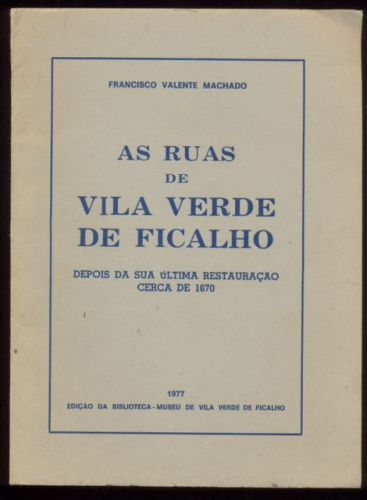 FRANCISCO VALENTE MACHADO
AS RUAS
DE
VILA VERDE
DE FICALHO
DEPOIS DA SUA ÚLTIMA RESTAURAÇÃO
CERCA DE 1670
1977
EDIÇÃO DA BIBLIOTECA-MUSEU DE VILA VERDE DE FICALHO